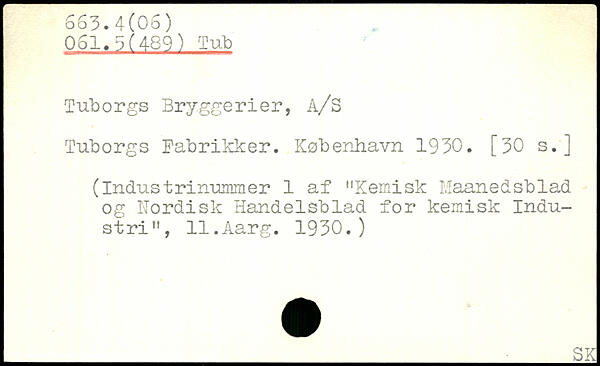 663.4(06)
061.5(489) Tub
Tuborgs Bryggerier, A/S
Tuborgs Fabrikker. København 1930. [30 s.]
(Industrinummer 1 af "Kemisk Maanedsblad
og Nordisk Handelsblad for kemisk Indu-
stri", 11.Aarg. 1930.)
SK